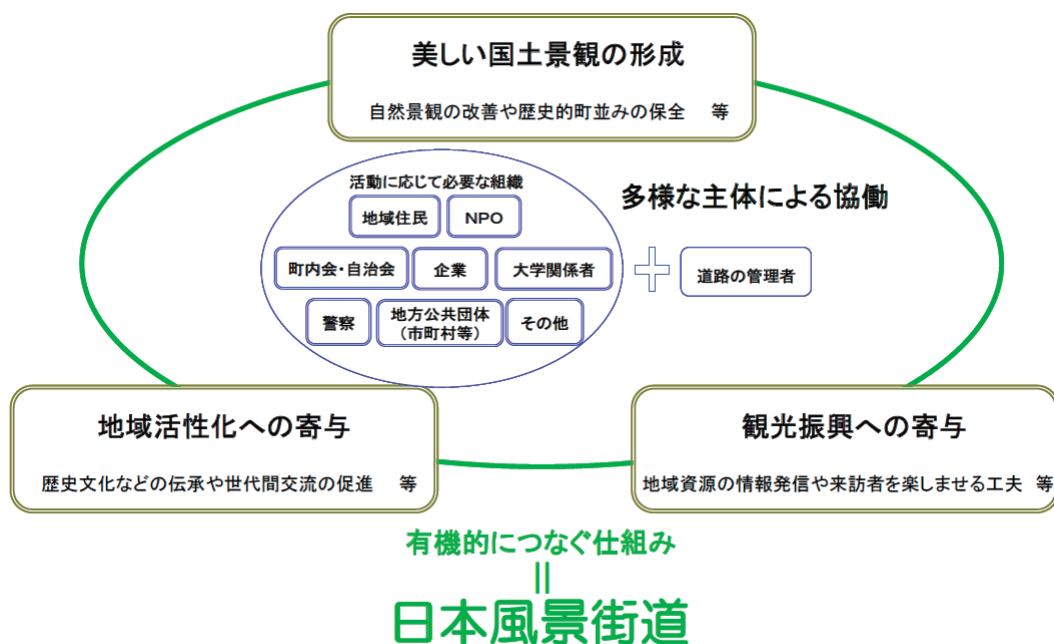 美しい国土景観の形成
自然景観の改善や歴史的町並みの保全 等
活動に応じて必要な組織
多様な主体による協働
地域住民
NPO
町内会・自治会
企業
大学関係者
道路の管理者
警察
地方公共団体
(市町村等)
その他
地域活性化への寄与
歴史文化などの伝承や世代間交流の促進 等
観光振興への寄与
地域資源の情報発信や来訪者を楽しませる工夫 等
有機的につなぐ仕組み
=
日本風景街道